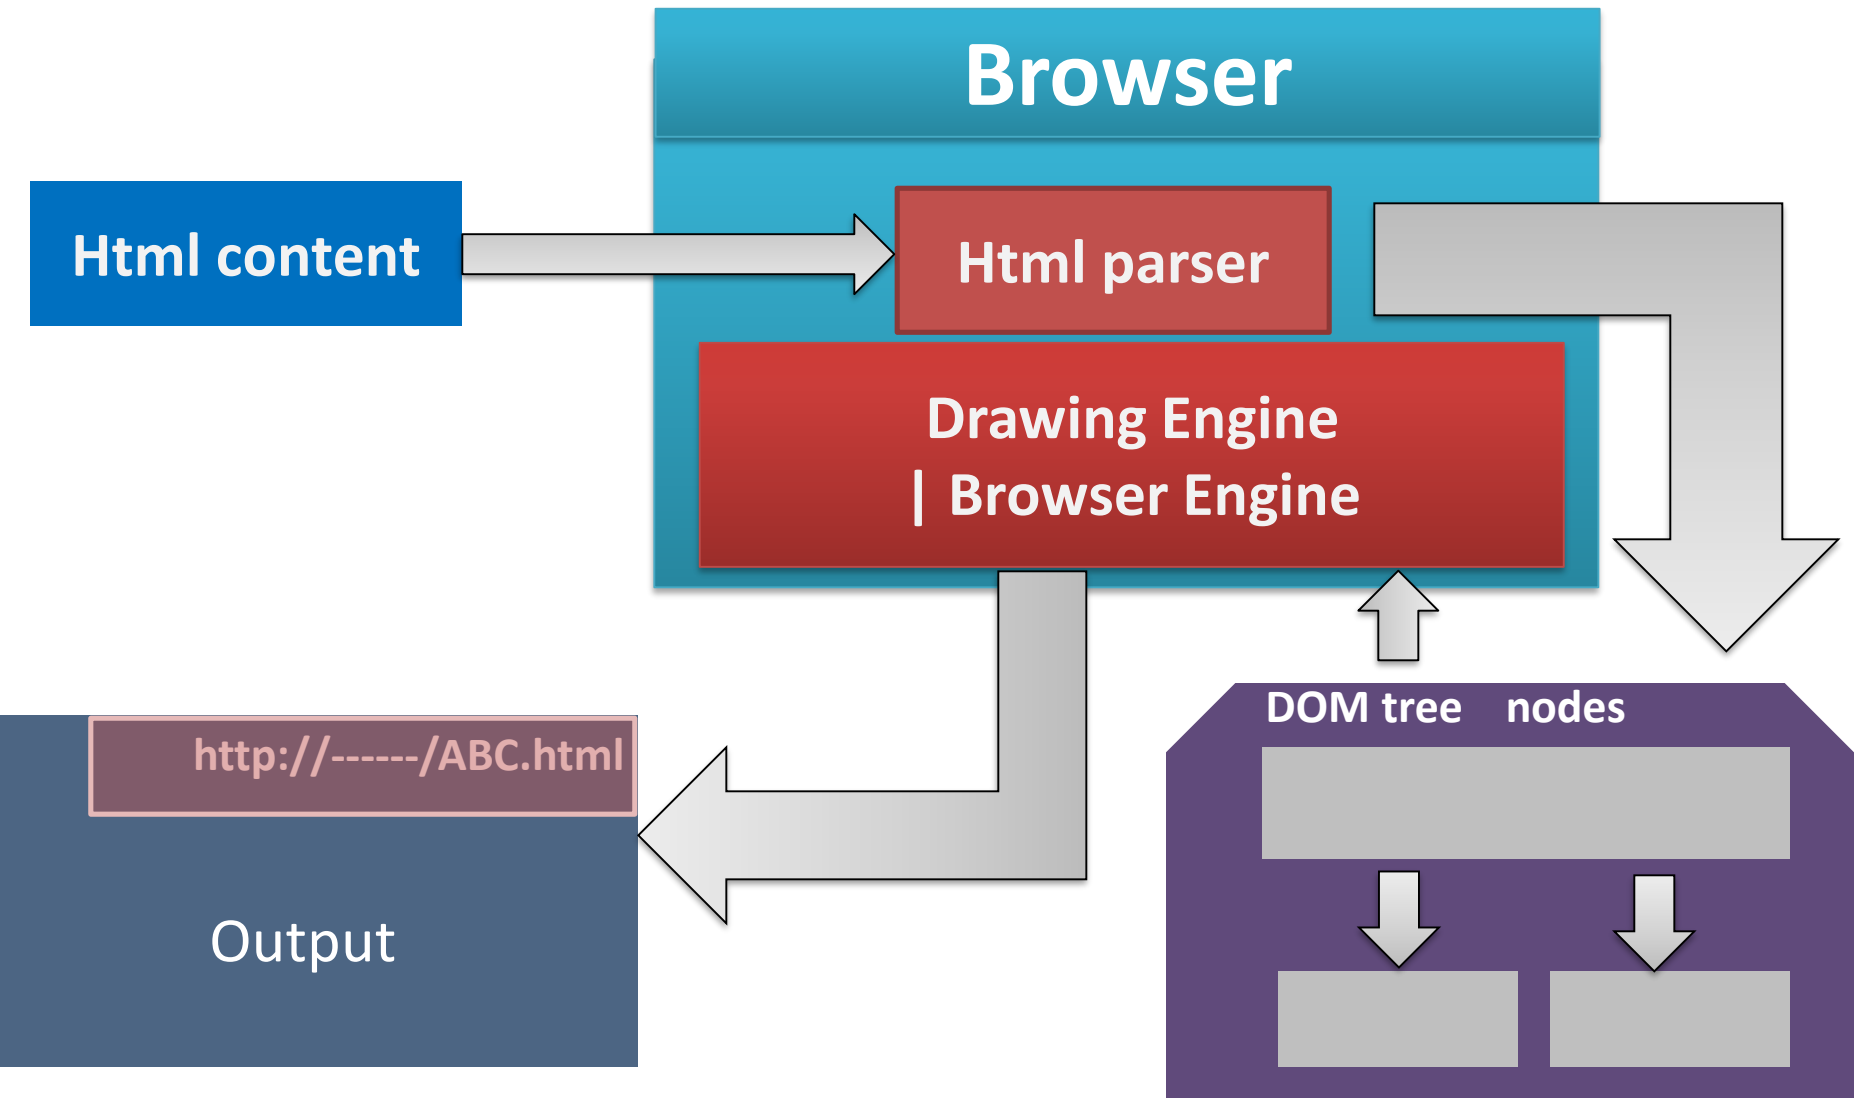 Browser
Html content
Html parser
Drawing Engine
| Browser Engine
DOM tree nodes
http://------/ABC.html
Output